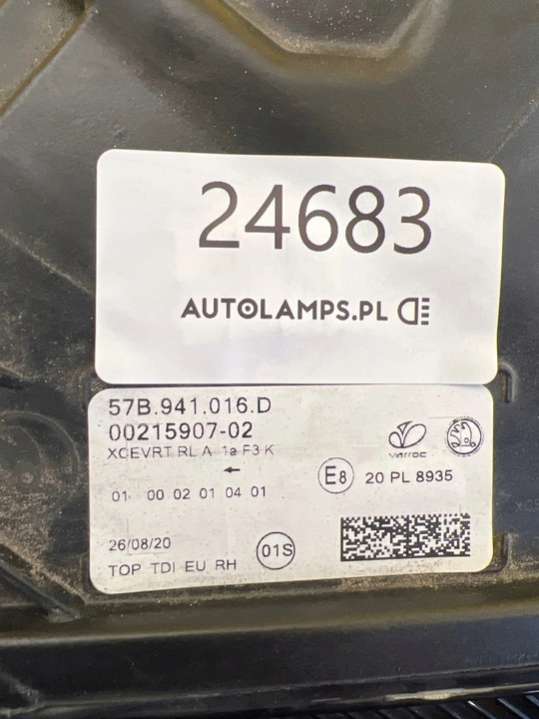 24683
AUTOLAMPS.PL
57B.941.016.D
00215907-02
XCEVRT RL A 1a F3 K
varroc
E8 20 PL 8935
01 00 02 01 04 01
26/08/20
01S
TOP TDI EU RH